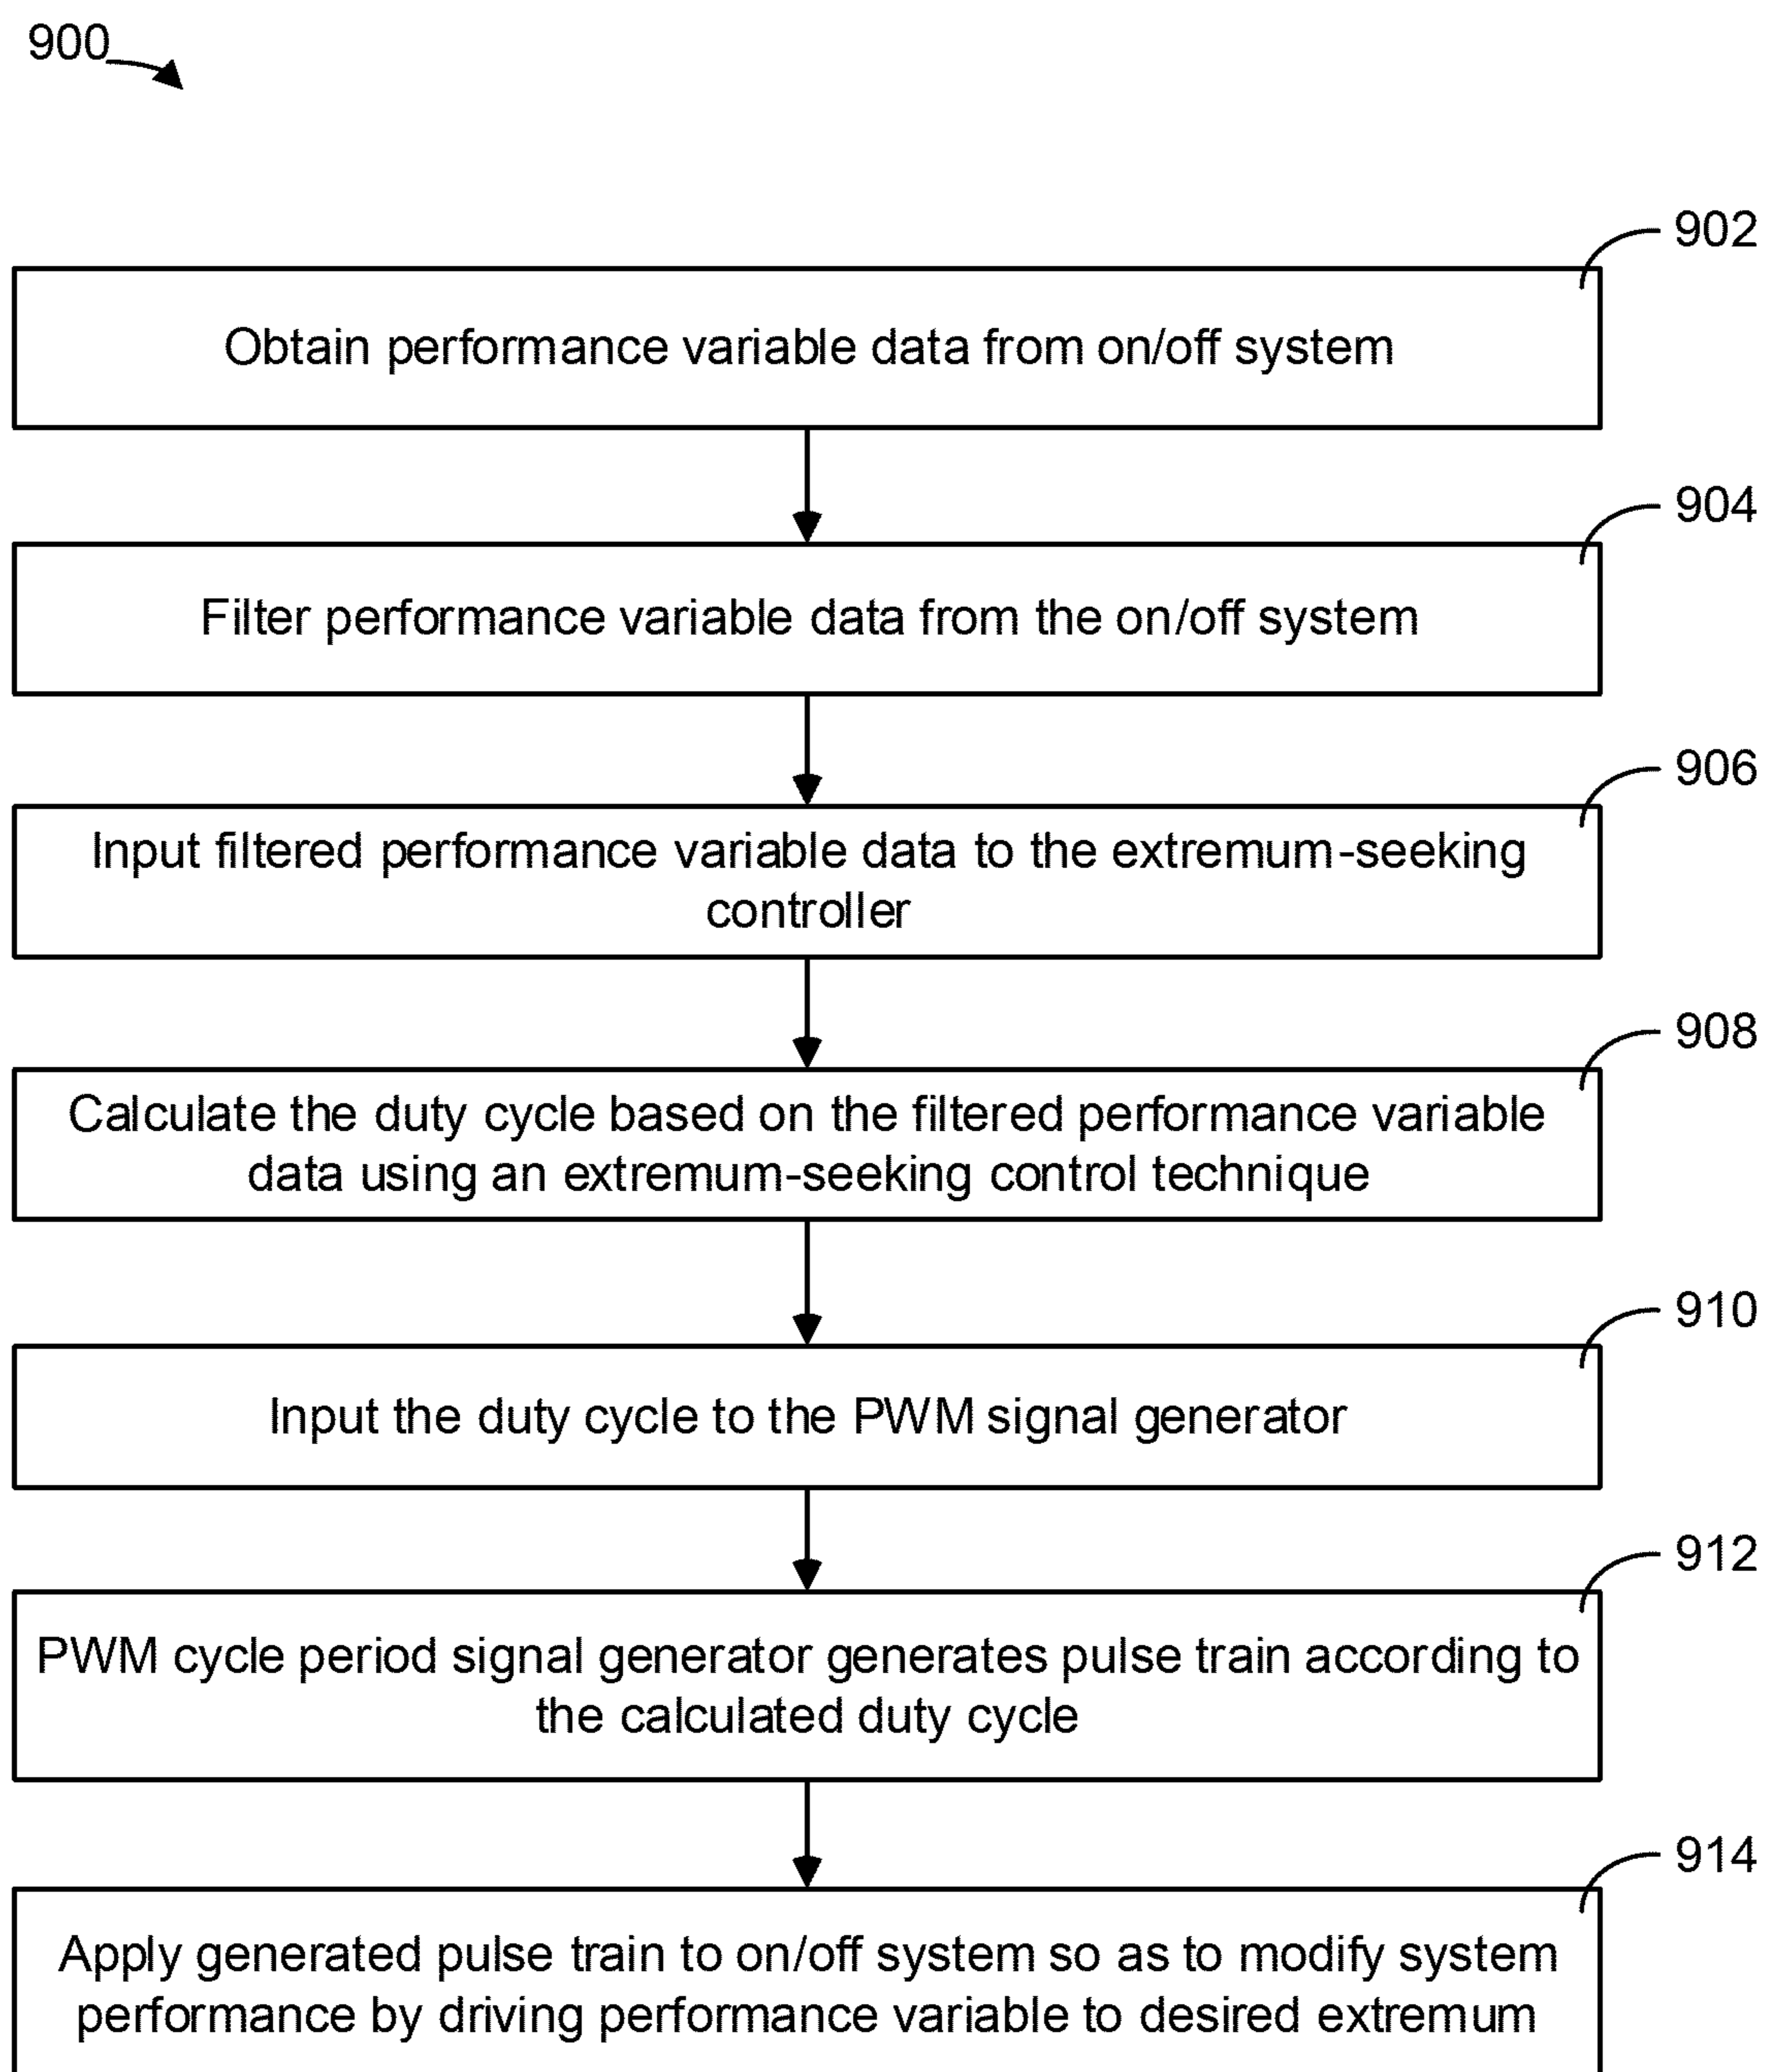 900
902
Obtain performance variable data from on/off system
904
Filter performance variable data from the on/off system
906
Input filtered performance variable data to the extremum-seeking
controller
908
Calculate the duty cycle based on the filtered performance variable
data using an extremum-seeking control technique
910
Input the duty cycle to the PWM signal generator
912
PWM cycle period signal generator generates pulse train according to
the calculated duty cycle
914
Apply generated pulse train to on/off system so as to modify system
performance by driving performance variable to desired extremum